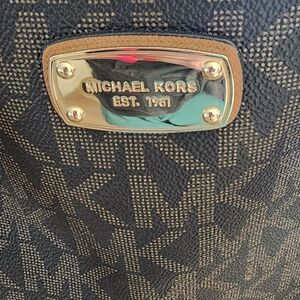 MICHAEL KORS
EST. 1981